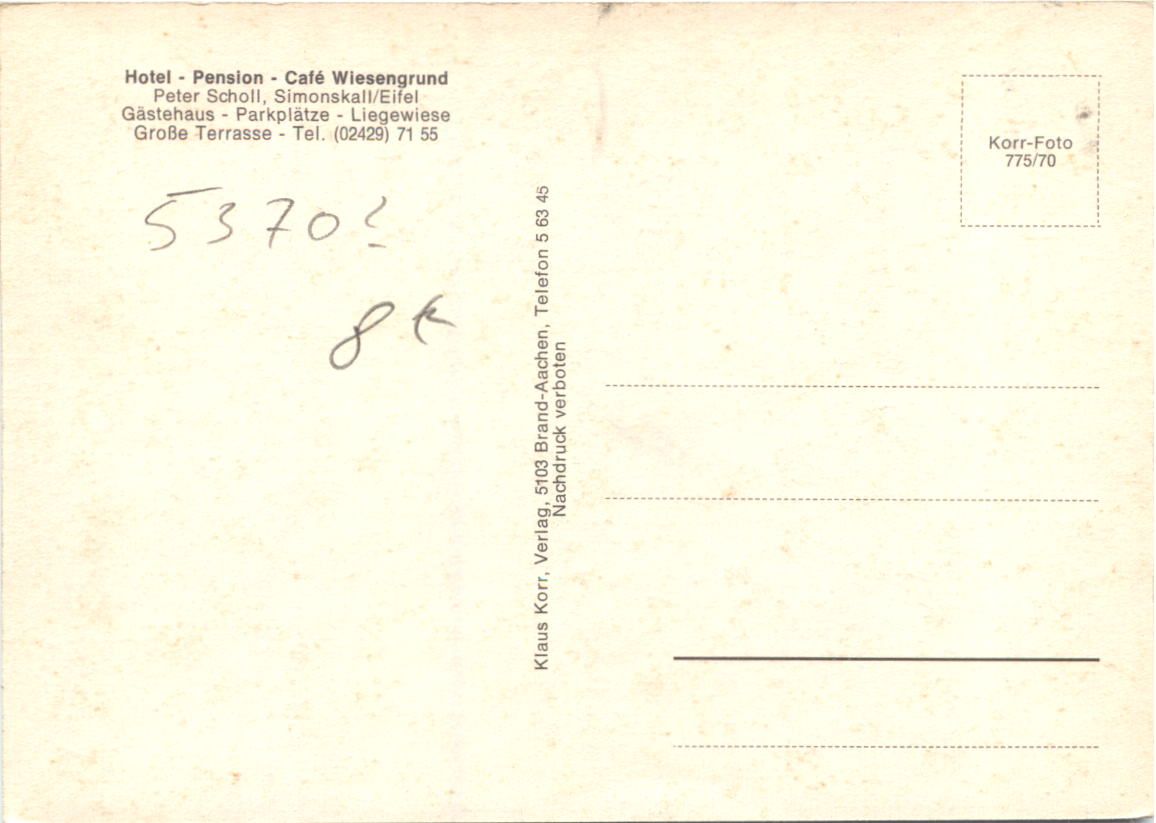 Hotel - Pension - Café Wiesengrund
Peter Scholl, Simonskall/Eifel
Gästehaus - Parkplätze - Liegewiese
Große Terrasse - Tel. (02429) 71 55
5370?
8
Korr-Foto
775/70
Klaus Korr, Verlag, 5103 Brand-Aachen, Telefon 5 63 45
Nachdruck verboten